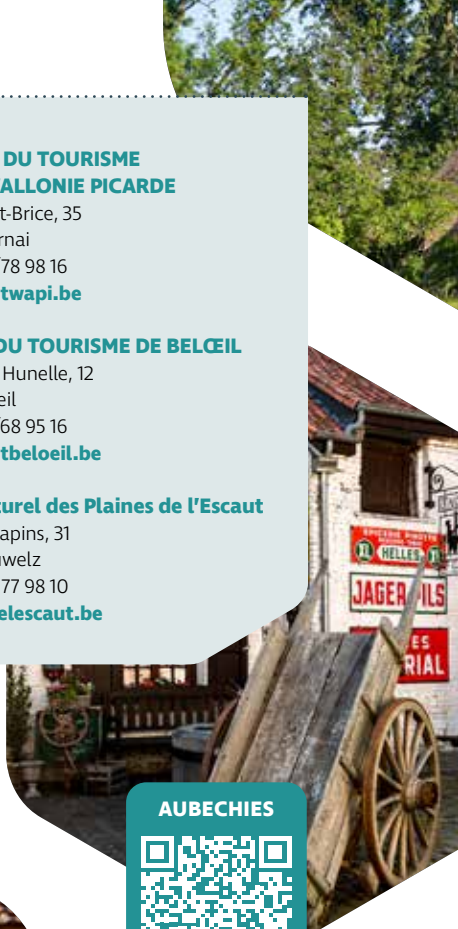 DU TOURISME
ALLONIE PICARDE
t-Brice, 35
rnai
78 98 16
twapi.be
DU TOURISME DE BELŒIL
Hunelle, 12
eil
68 95 16
tbeloeil.be
turel des Plaines de l'Escaut
apins, 31
uwelz
77 98 10
elescaut.be
HELLES
JAGER PILS
ES
RIAL
AUBECHIES